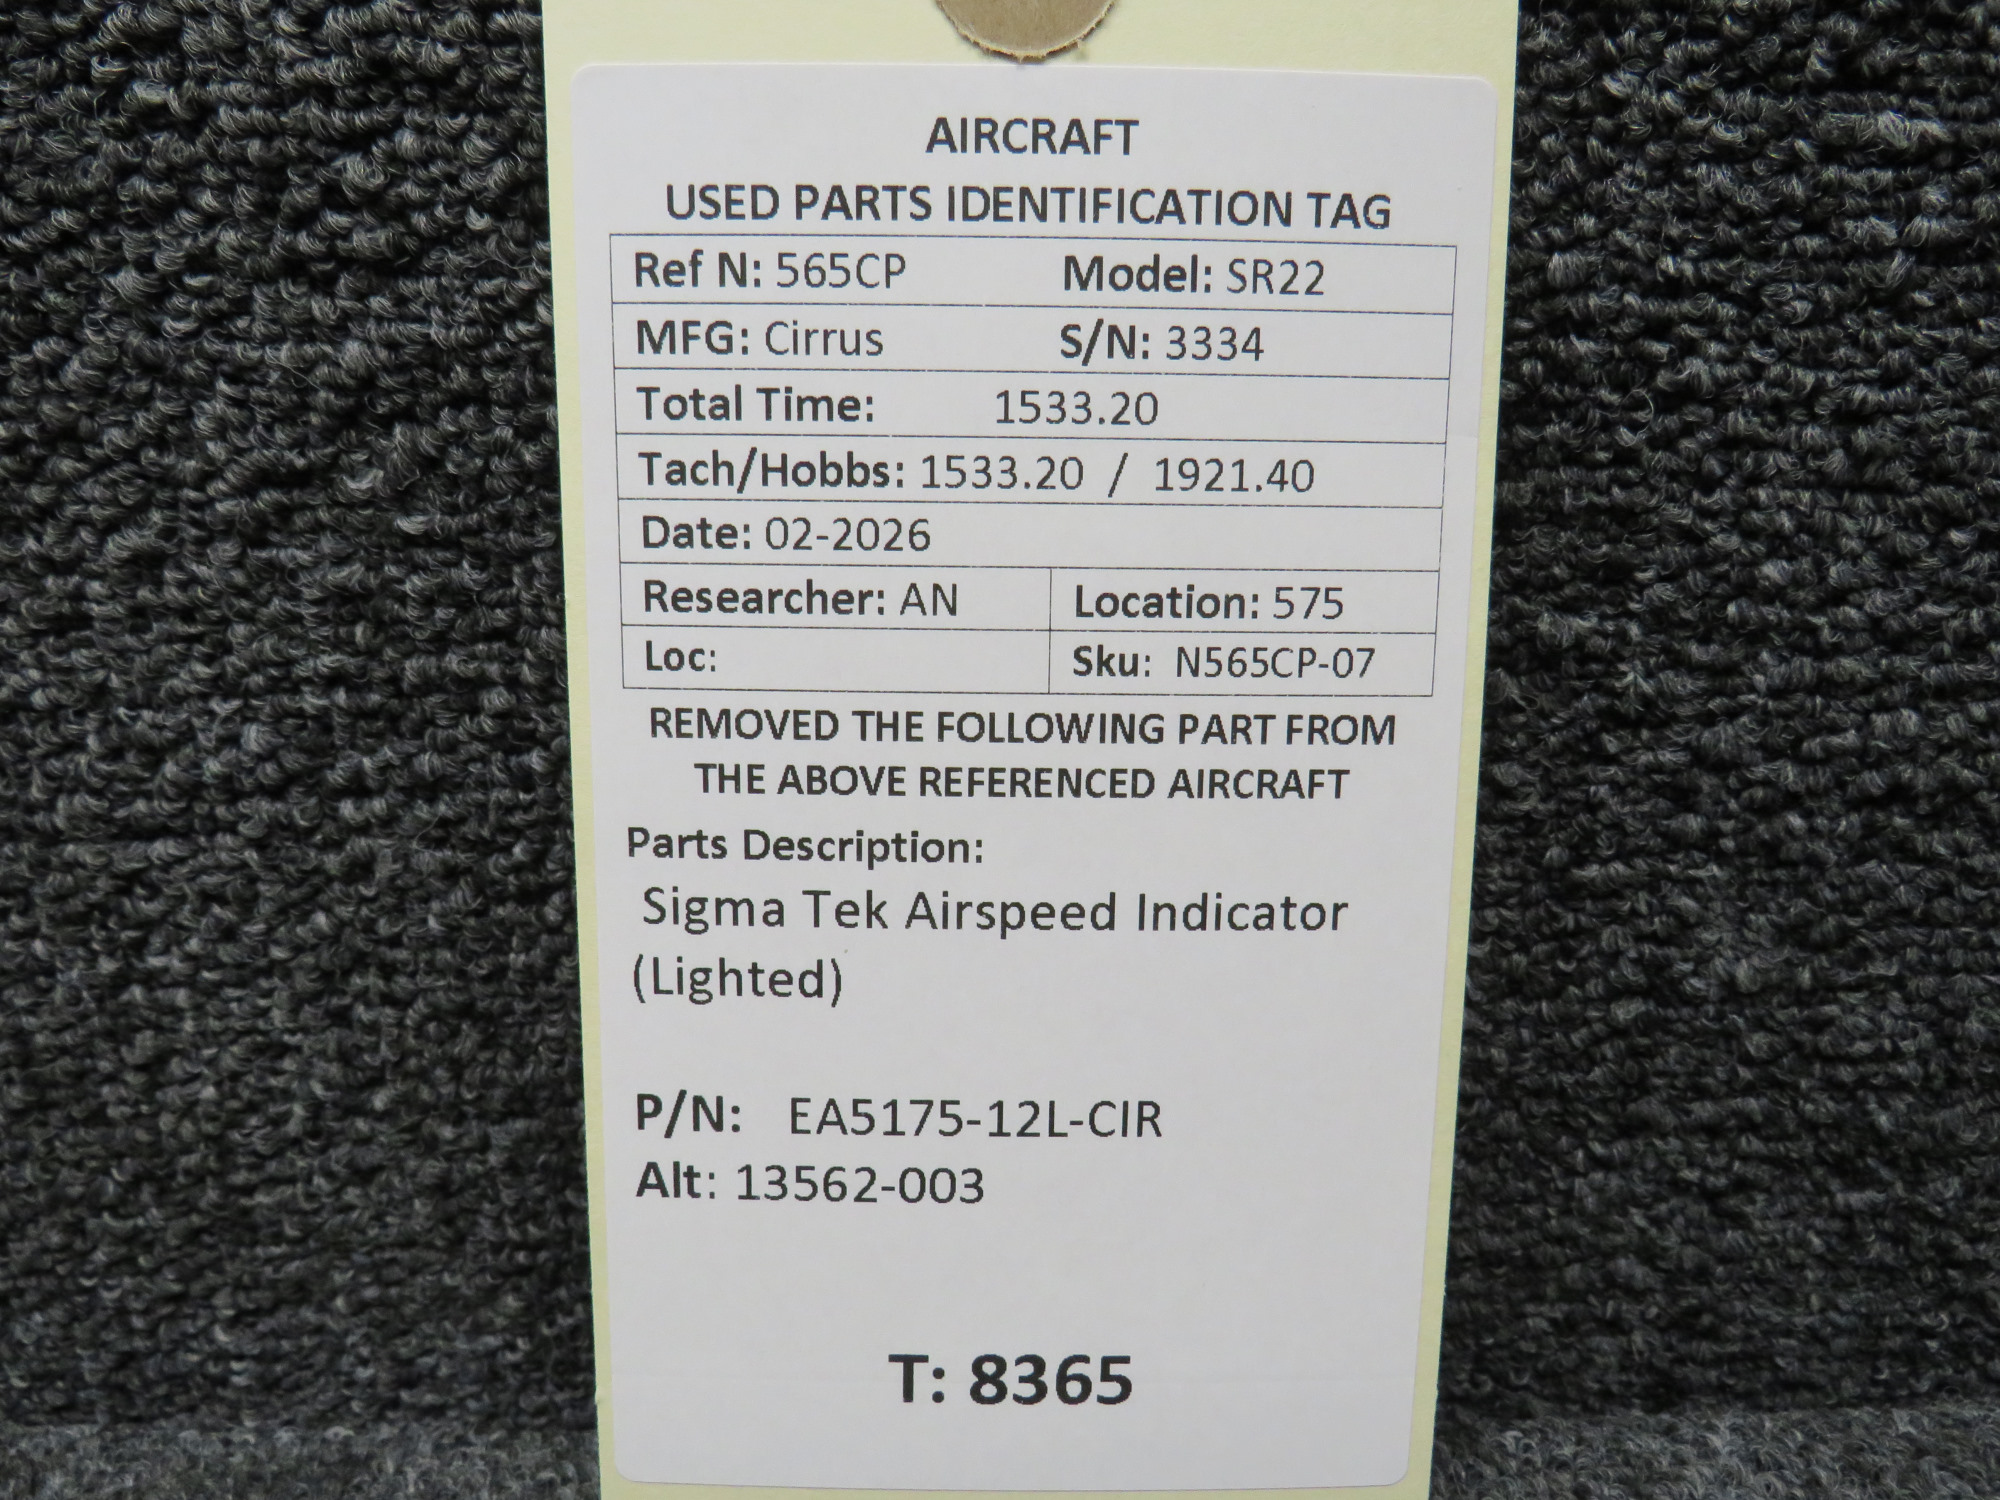 AIRCRAFT
USED PARTS IDENTIFICATION TAG
Ref N: 565CP Model: SR22
MFG: Cirrus S/N: 3334
Total Time: 1533.20
Tach/Hobbs: 1533.20 / 1921.40
Date: 02-2026
Researcher: AN Location: 575
Loc: Sku: N565CP-07
REMOVED THE FOLLOWING PART FROM
THE ABOVE REFERENCED AIRCRAFT
Parts Description:
Sigma Tek Airspeed Indicator
(Lighted)
P/N: EA5175-12L-CIR
Alt: 13562-003
T: 8365